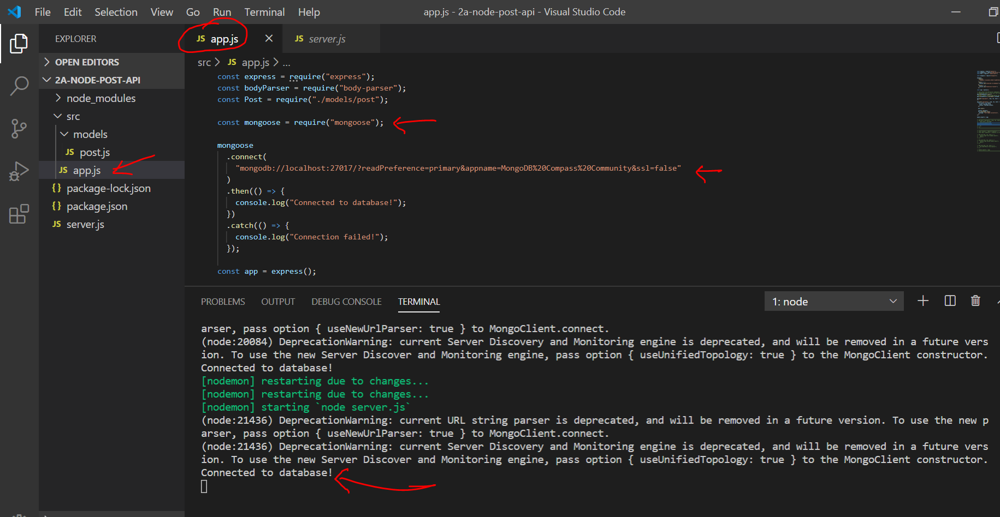 File Edit Selection View Go Run Terminal Help app.js - 2a-node-post-api - Visual Studio Code
EXPLORER
OPEN EDITORS
2A-NODE-POST-API
node_modules
src
models
JS post.js
JS app.js
{} package-lock.json
{} package.json
JS server.js
JS app.js JS server.js
src > JS app.js > ...
const express = require("express");
const bodyParser = require("body-parser");
const Post = require("./models/post");
const mongoose = require("mongoose");
mongoose
.connect(
"mongodb://localhost:27017/?readPreference=primary&appname=MongoDB%20Compass%20Community&ssl=false"
)
.then(() => {
console.log("Connected to database!");
})
.catch(() => {
console.log("Connection failed!");
});
const app = express();
PROBLEMS OUTPUT DEBUG CONSOLE TERMINAL 1: node
arser, pass option { useNewUrlParser: true } to MongoClient.connect.
(node:20084) DeprecationWarning: current Server Discovery and Monitoring engine is deprecated, and will be removed in a future vers
ion. To use the new Server Discover and Monitoring engine, pass option { useUnifiedTopology: true } to the MongoClient constructor.
Connected to database!
[nodemon] restarting due to changes...
[nodemon] restarting due to changes...
[nodemon] starting `node server.js`
(node:21436) DeprecationWarning: current URL string parser is deprecated, and will be removed in a future version. To use the new p
arser, pass option { useNewUrlParser: true } to MongoClient.connect.
(node:21436) DeprecationWarning: current Server Discovery and Monitoring engine is deprecated, and will be removed in a future vers
ion. To use the new Server Discover and Monitoring engine, pass option { useUnifiedTopology: true } to the MongoClient constructor.
Connected to database!